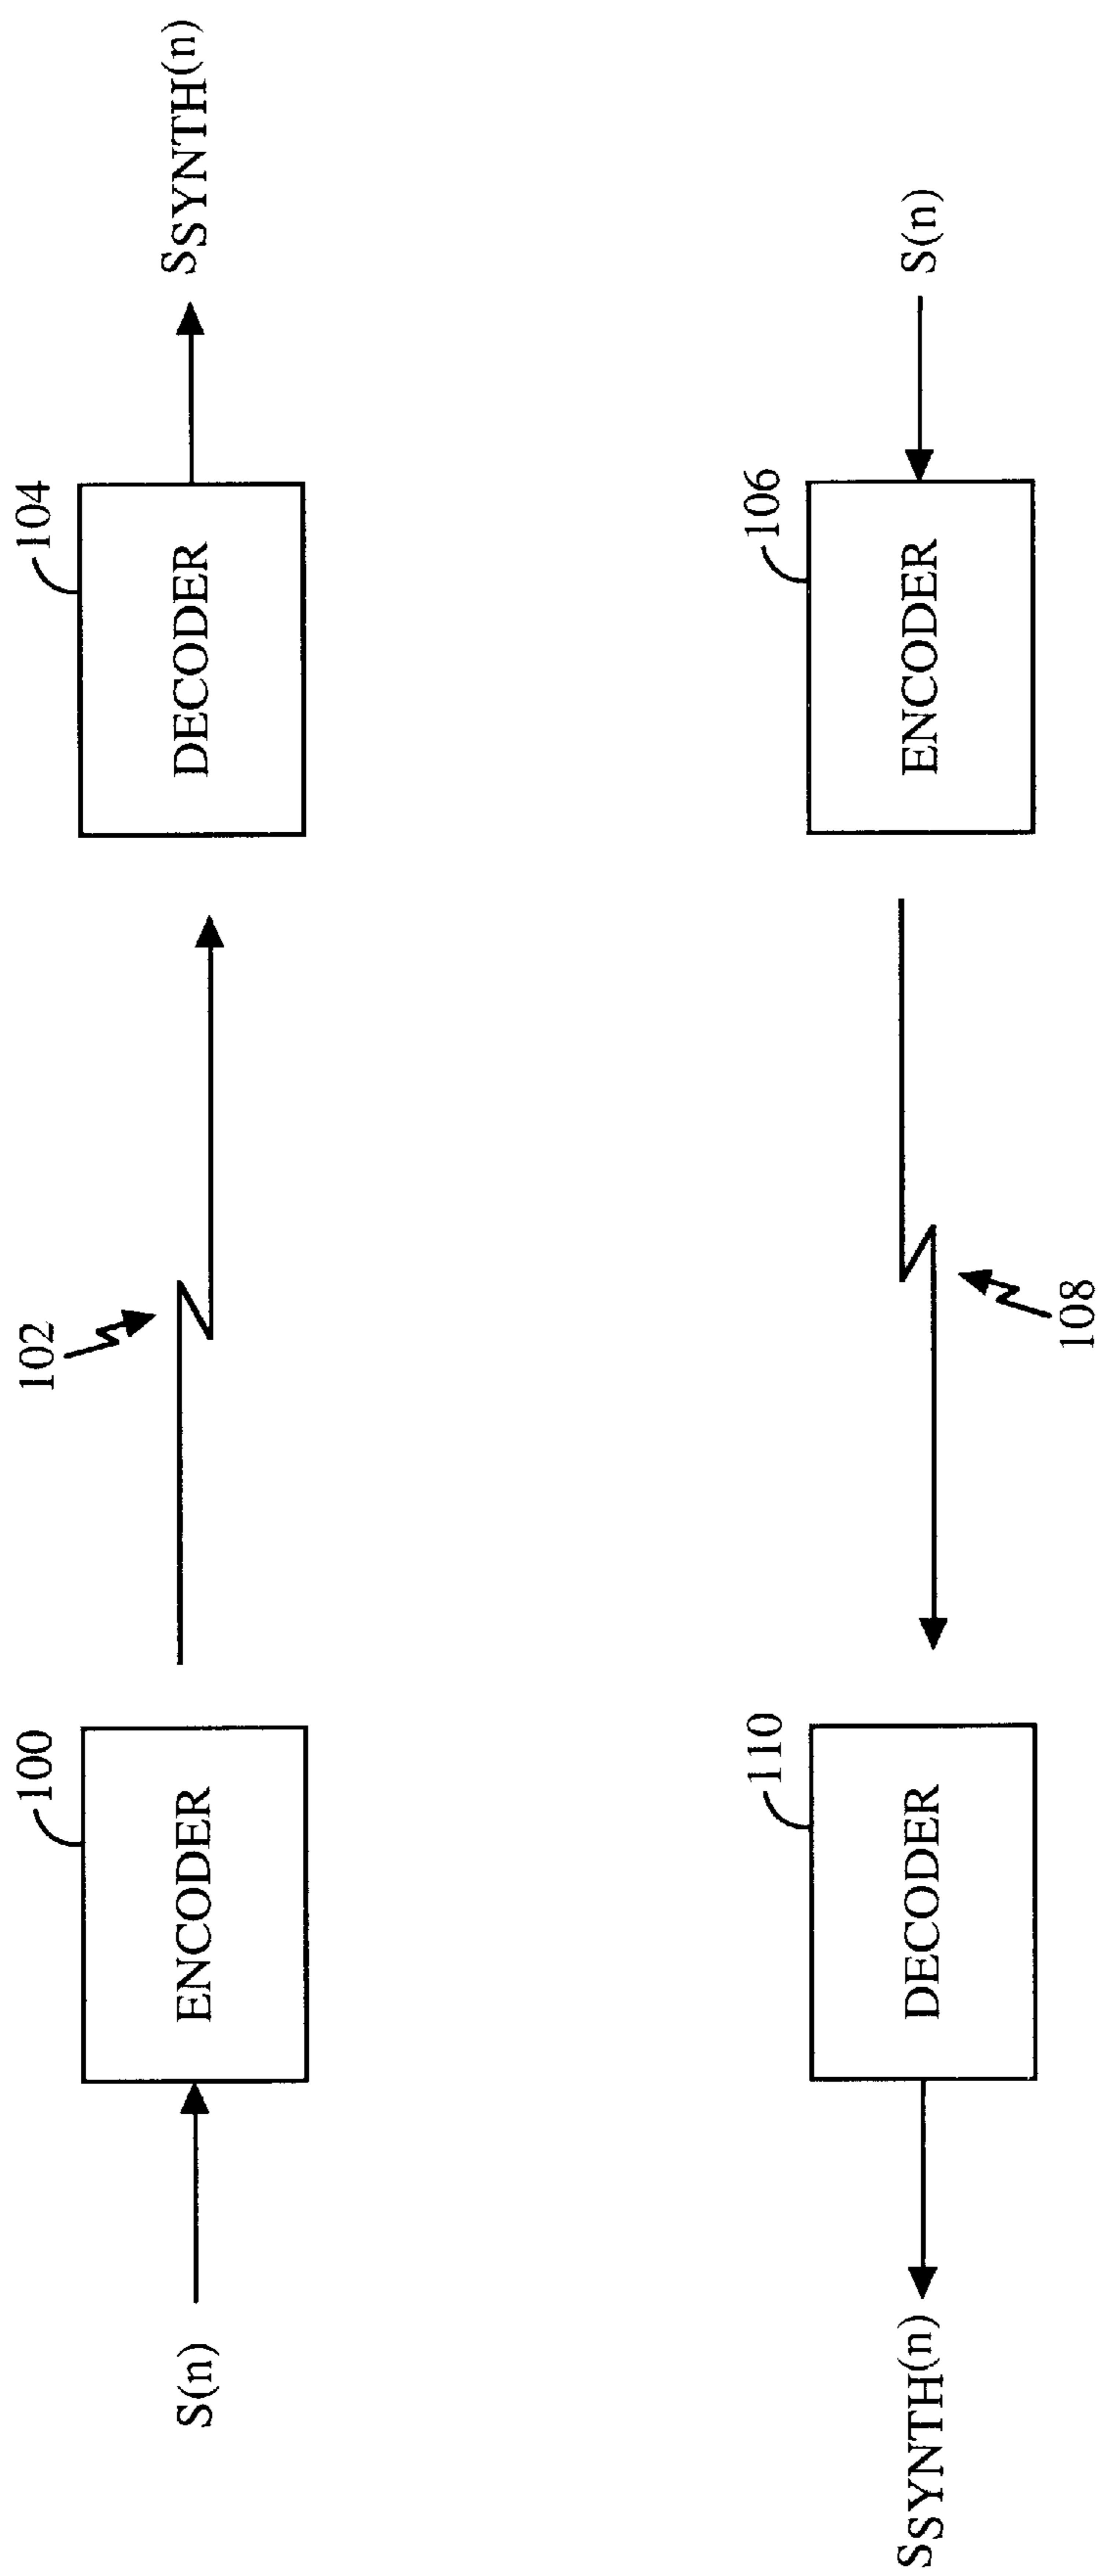 100
102
104
S(n)
ENCODER
DECODER
SSYNTH(n)
110
106
SSYNTH(n)
DECODER
ENCODER
S(n)
108